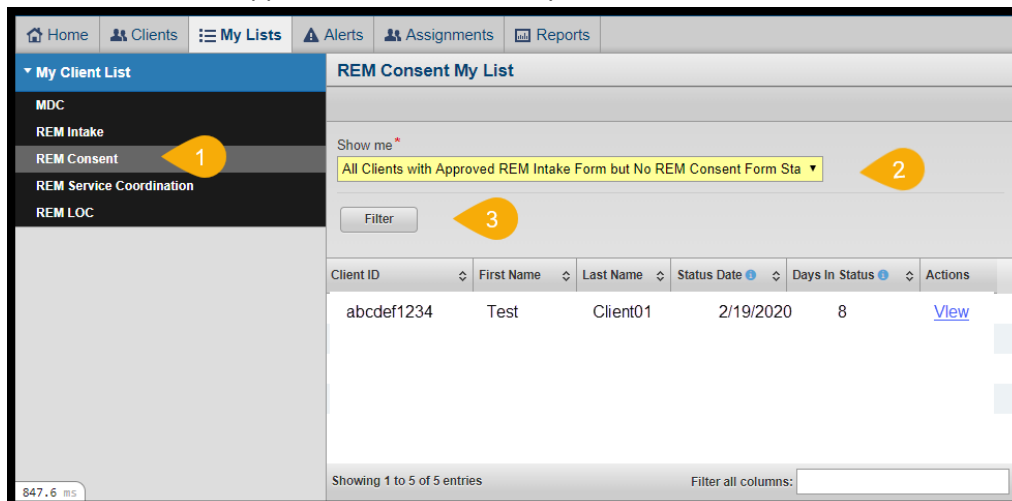 Home Clients My Lists Alerts Assignments Reports
My Client List
REM Consent My List
MDC
REM Intake
REM Consent
REM Service Coordination
REM LOC
1
Show me*
All Clients with Approved REM Intake Form but No REM Consent Form Sta
2
Filter
3
Client ID First Name Last Name Status Date Days In Status Actions
abcdef1234 Test Client01 2/19/2020 8 View
Showing 1 to 5 of 5 entries Filter all columns:
847.6 ms